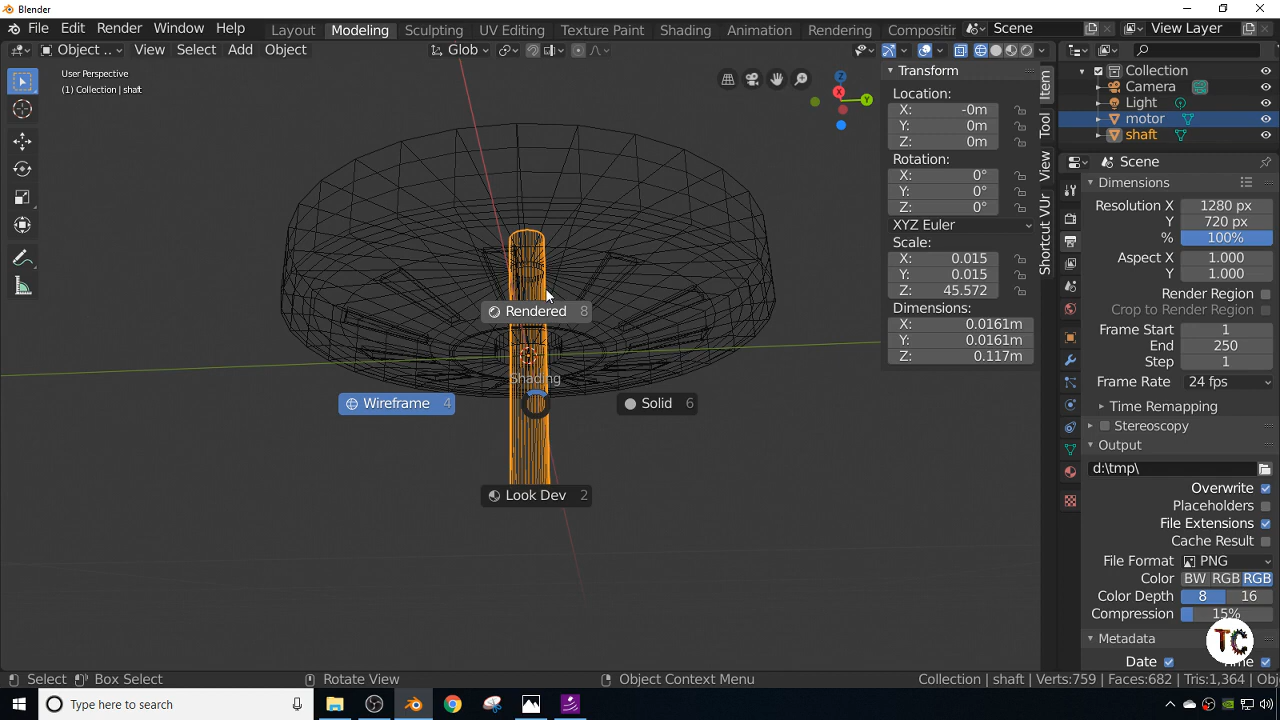 Blender
File Edit Render Window Help Layout Modeling Sculpting UV Editing Texture Paint Shading Animation Rendering Compositing Scene View Layer
Object .. View Select Add Object Glob
User Perspective
(1) Collection | shaft
Transform
Location:
X: -0m
Y: 0m
Z: 0m
Rotation:
X: 0°
Y: 0°
Z: 0°
XYZ Euler
Scale:
X: 0.015
Y: 0.015
Z: 45.572
Dimensions:
X: 0.0161m
Y: 0.0161m
Z: 0.117m
Item
Tool
View
Shortcut VUr
Z
X
Y
Rendered 8
Shading
Wireframe 4
Solid 6
Look Dev 2
Collection
Camera
Light
motor
shaft
Scene
Dimensions
Resolution X 1280 px
Y 720 px
% 100%
Aspect X 1.000
Y 1.000
Render Region
Crop to Render Region
Frame Start 1
End 250
Step 1
Frame Rate 24 fps
Time Remapping
Stereoscopy
Output
d:\tmp\
Overwrite
Placeholders
File Extensions
Cache Result
File Format PNG
Color BW RGB RGB
Color Depth 8 16
Compression 15%
Metadata
Date
TC
Select Box Select Rotate View Object Context Menu Collection | shaft | Verts:759 | Faces:682 | Tris:1,364 | Obj
Type here to search